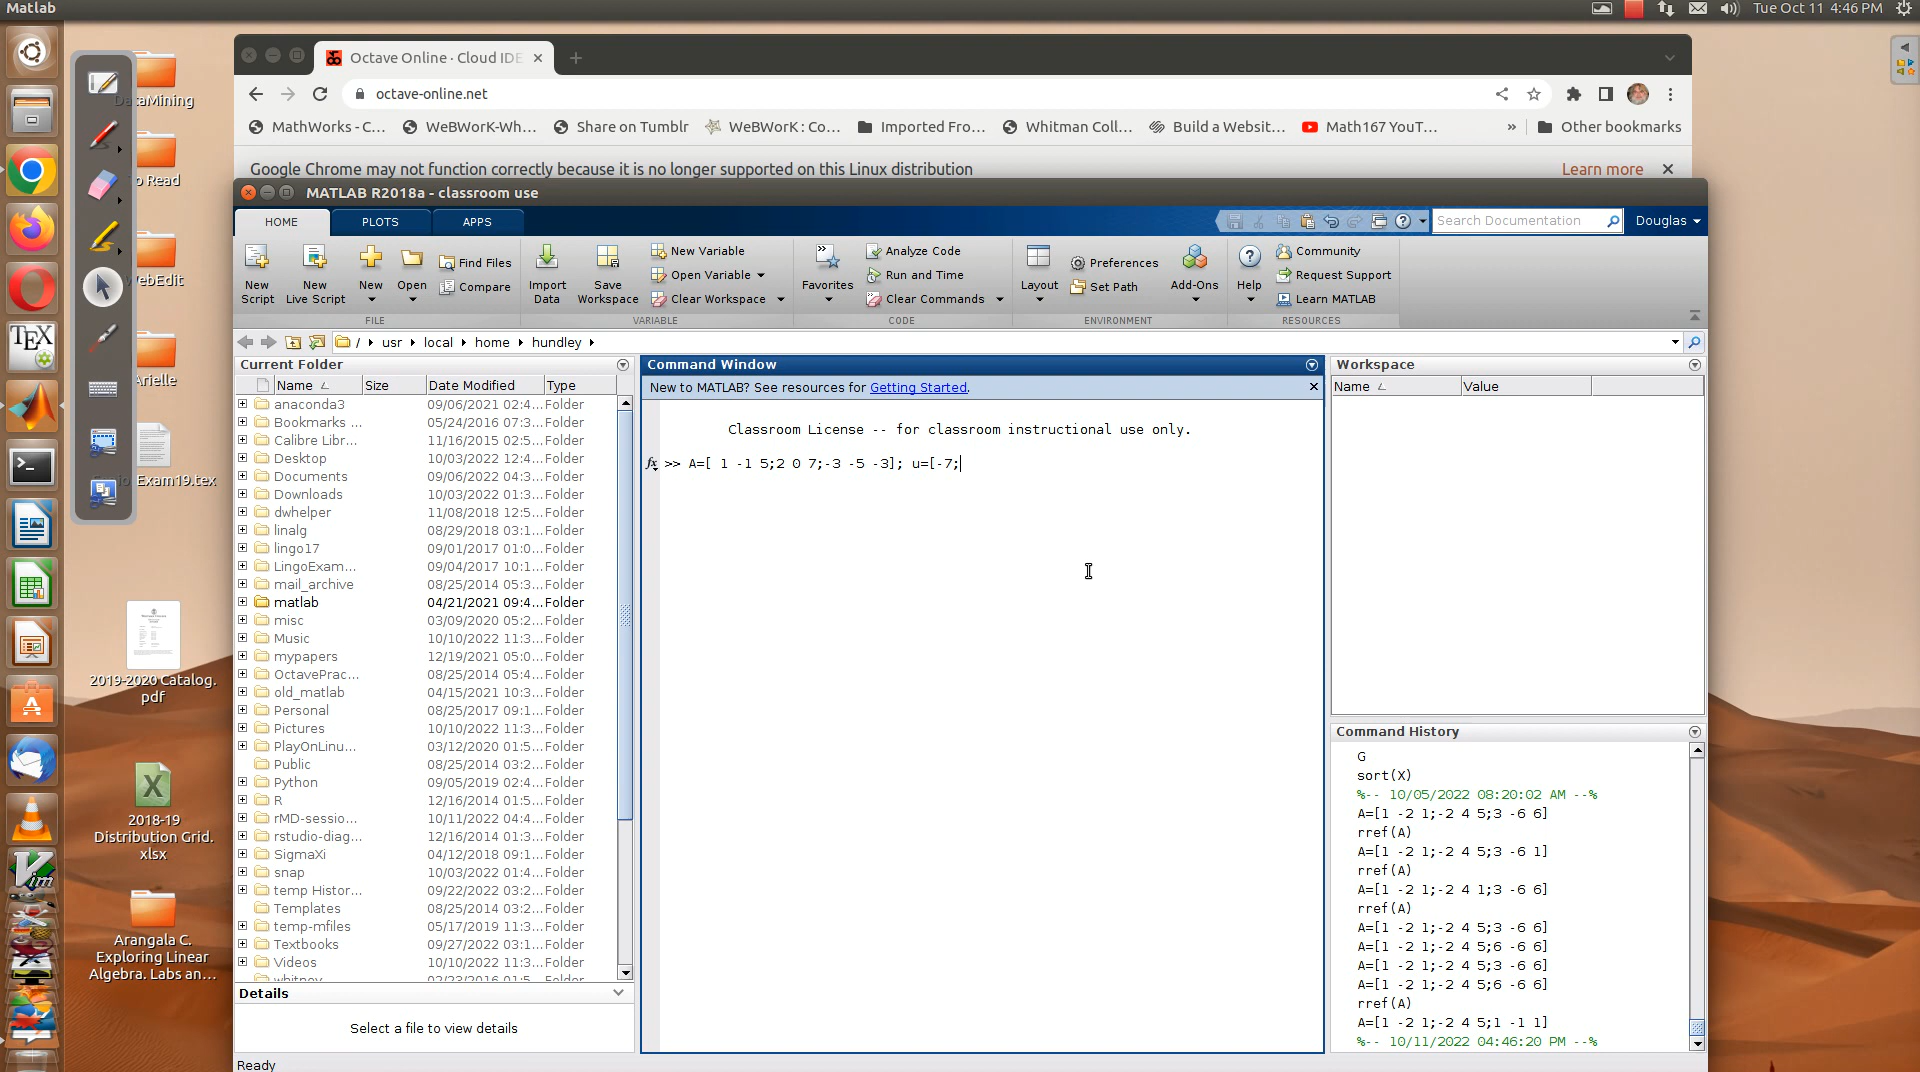 Matlab
Tue Oct 11 4:46 PM
DataMining
To Read
WebEdit
Arielle
Exam19.tex
2019-2020 Catalog.
pdf
2018-19
Distribution Grid.
xlsx
Arangala C.
Exploring Linear
Algebra. Labs an...
Octave Online · Cloud IDE
octave-online.net
MathWorks - C...
WeBWorK-Wh...
Share on Tumblr
WeBWorK : Co...
Imported Fro...
Whitman Coll...
Build a Websit...
Math167 YouT...
»
Other bookmarks
Google Chrome may not function correctly because it is no longer supported on this Linux distribution
Learn more
MATLAB R2018a - classroom use
HOME
PLOTS
APPS
Search Documentation
Douglas
New
Script
New
Live Script
New
Open
Find Files
Compare
FILE
Import
Data
Save
Workspace
New Variable
Open Variable
Clear Workspace
VARIABLE
Favorites
Analyze Code
Run and Time
Clear Commands
CODE
Layout
Preferences
Set Path
Add-Ons
ENVIRONMENT
Help
Community
Request Support
Learn MATLAB
RESOURCES
/ usr local home hundley
Current Folder
Name Size Date Modified Type
anaconda3 09/06/2021 02:4... Folder
Bookmarks ... 05/24/2016 07:3... Folder
Calibre Libr... 11/16/2015 02:5... Folder
Desktop 10/03/2022 12:4... Folder
Documents 09/06/2022 04:3... Folder
Downloads 10/03/2022 01:3... Folder
dwhelper 11/08/2018 12:5... Folder
linalg 08/29/2018 03:1... Folder
lingo17 09/01/2017 01:0... Folder
LingoExam... 09/04/2017 10:1... Folder
mail_archive 08/25/2014 05:3... Folder
matlab 04/21/2021 09:4... Folder
misc 03/09/2020 05:2... Folder
Music 10/10/2022 11:3... Folder
mypapers 12/19/2021 05:0... Folder
OctavePrac... 08/25/2014 05:4... Folder
old_matlab 04/15/2021 10:3... Folder
Personal 08/25/2017 09:1... Folder
Pictures 10/10/2022 11:3... Folder
PlayOnLinu... 03/12/2020 01:5... Folder
Public 08/25/2014 03:2... Folder
Python 09/05/2019 02:4... Folder
R 12/16/2014 01:5... Folder
rMD-sessio... 10/11/2022 04:4... Folder
rstudio-diag... 12/16/2014 01:3... Folder
SigmaXi 04/12/2018 09:1... Folder
snap 10/03/2022 01:4... Folder
temp Histor... 09/22/2022 03:2... Folder
Templates 08/25/2014 03:2... Folder
temp-mfiles 05/17/2019 11:3... Folder
Textbooks 09/27/2022 03:1... Folder
Videos 10/10/2022 11:3... Folder
Details
Select a file to view details
Ready
Command Window
New to MATLAB? See resources for Getting Started.
Classroom License -- for classroom instructional use only.
fx >> A=[ 1 -1 5;2 0 7;-3 -5 -3]; u=[-7;
Workspace
Name Value
Command History
G
sort(X)
%-- 10/05/2022 08:20:02 AM --%
A=[1 -2 1;-2 4 5;3 -6 6]
rref(A)
A=[1 -2 1;-2 4 5;3 -6 1]
rref(A)
A=[1 -2 1;-2 4 1;3 -6 6]
rref(A)
A=[1 -2 1;-2 4 5;3 -6 6]
A=[1 -2 1;-2 4 5;6 -6 6]
A=[1 -2 1;-2 4 5;3 -6 6]
A=[1 -2 1;-2 4 5;6 -6 6]
rref(A)
A=[1 -2 1;-2 4 5;1 -1 1]
%-- 10/11/2022 04:46:20 PM --%
TEX
Vim